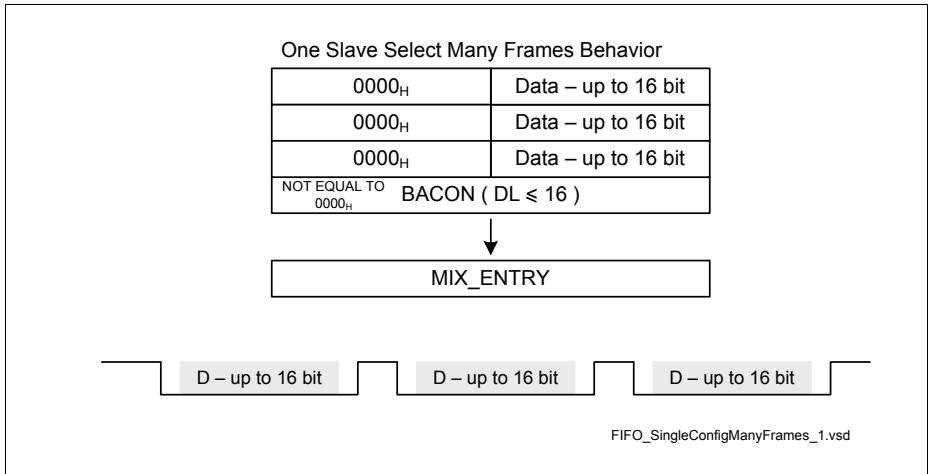 One Slave Select Many Frames Behavior
0000H Data – up to 16 bit
0000H Data – up to 16 bit
0000H Data – up to 16 bit
NOT EQUAL TO 0000H BACON ( DL ⩽ 16 )
MIX_ENTRY
D – up to 16 bit D – up to 16 bit D – up to 16 bit
FIFO_SingleConfigManyFrames_1.vsd